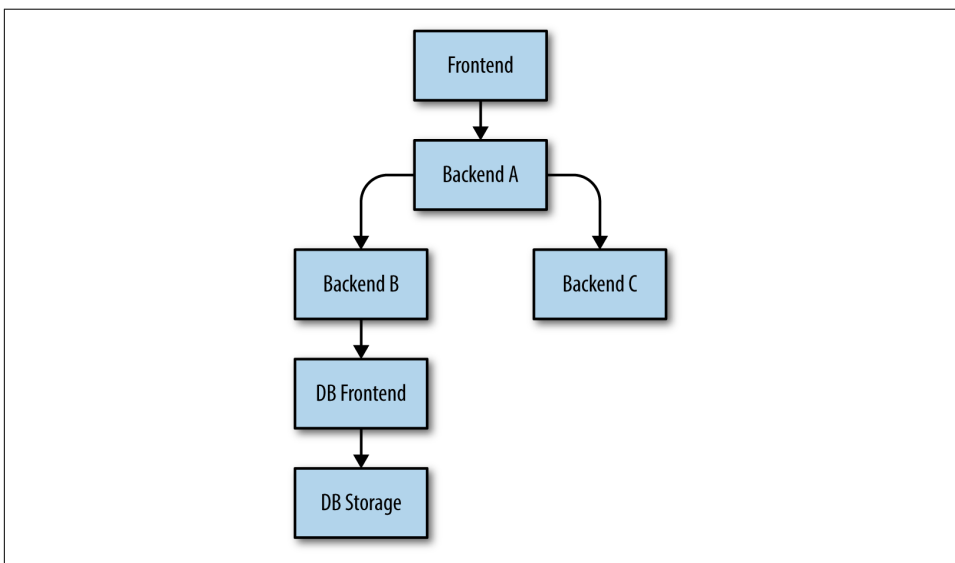 Frontend
Backend A
Backend B
Backend C
DB Frontend
DB Storage